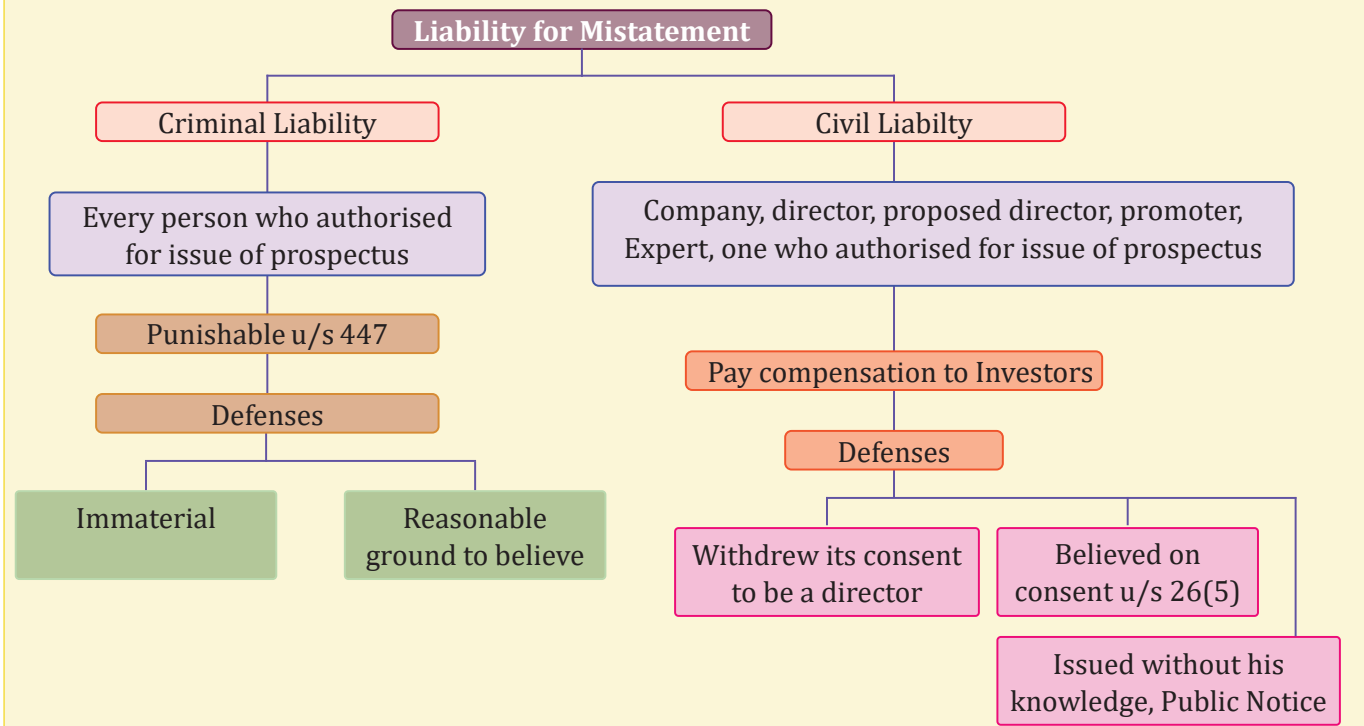 Liability for Mistatement
Criminal Liability
Every person who authorised
for issue of prospectus
Punishable u/s 447
Defenses
Immaterial
Reasonable
ground to believe
Civil Liabilty
Company, director, proposed director, promoter,
Expert, one who authorised for issue of prospectus
Pay compensation to Investors
Defenses
Withdrew its consent
to be a director
Believed on
consent u/s 26(5)
Issued without his
knowledge, Public Notice